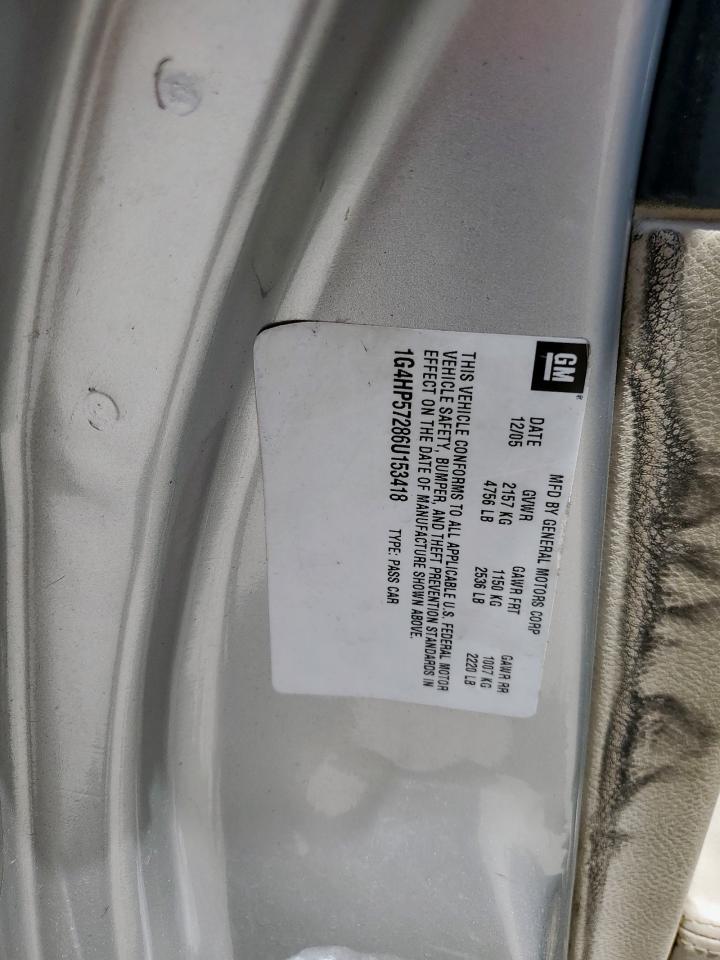 GM
MFD BY GENERAL MOTORS CORP
DATE GVWR GAWR FRT GAWR RR
12/05 2157 KG 1150 KG 1007 KG
4756 LB 2536 LB 2220 LB
THIS VEHICLE CONFORMS TO ALL APPLICABLE U.S. FEDERAL MOTOR
VEHICLE SAFETY, BUMPER, AND THEFT PREVENTION STANDARDS IN
EFFECT ON THE DATE OF MANUFACTURE SHOWN ABOVE.
1G4HP57286U153418 TYPE: PASS CAR